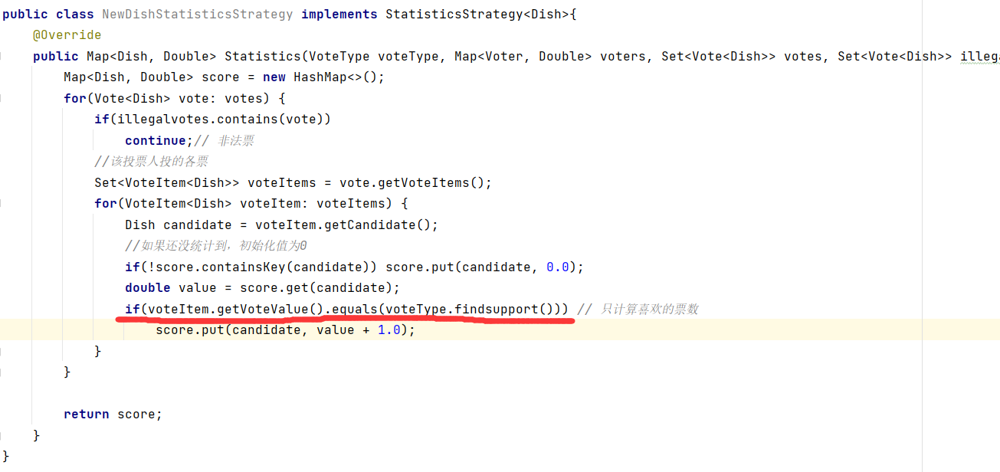 public class NewDishStatisticsStrategy implements StatisticsStrategy<Dish>{
@Override
public Map<Dish, Double> Statistics(VoteType voteType, Map<Voter, Double> voters, Set<Vote<Dish>> votes, Set<Vote<Dish>> illega
Map<Dish, Double> score = new HashMap<>();
for(Vote<Dish> vote: votes) {
if(illegalvotes.contains(vote))
continue;// 非法票
//该投票人投的各票
Set<VoteItem<Dish>> voteItems = vote.getVoteItems();
for(VoteItem<Dish> voteItem: voteItems) {
Dish candidate = voteItem.getCandidate();
//如果还没统计到，初始化值为0
if(!score.containsKey(candidate)) score.put(candidate, 0.0);
double value = score.get(candidate);
if(voteItem.getVoteValue().equals(voteType.findsupport())) // 只计算喜欢的票数
score.put(candidate, value + 1.0);
}
}
return score;
}
}